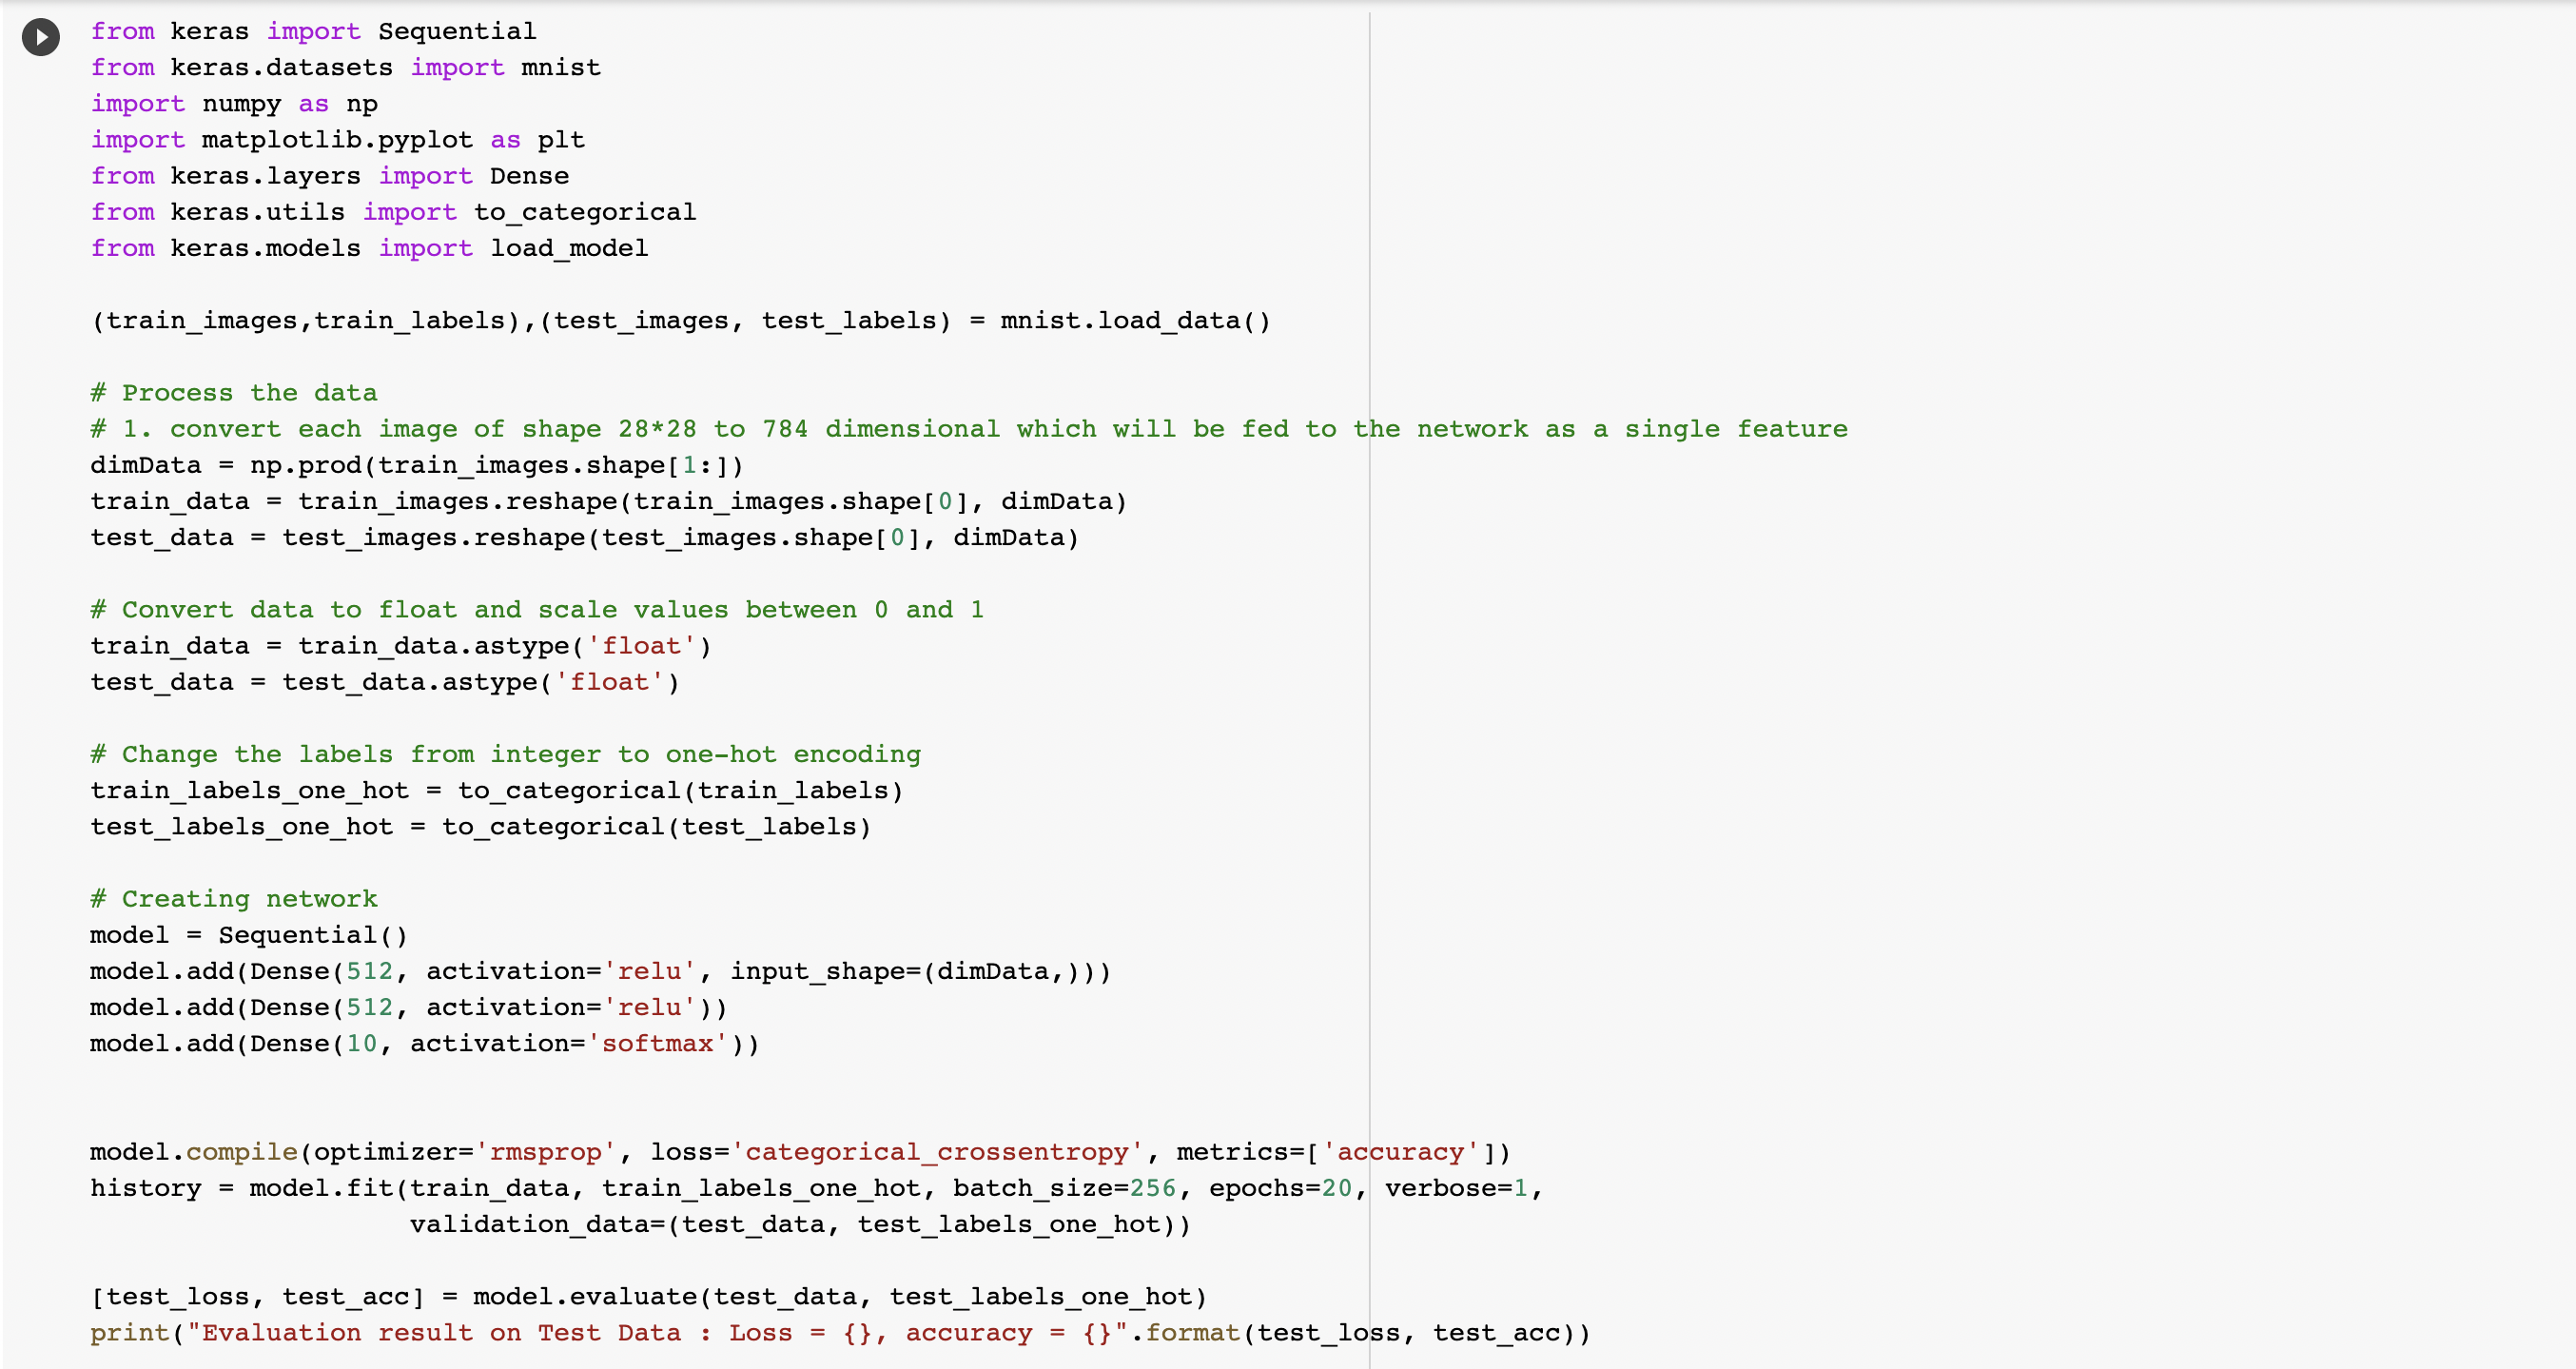 from keras import Sequential
from keras.datasets import mnist
import numpy as np
import matplotlib.pyplot as plt
from keras.layers import Dense
from keras.utils import to_categorical
from keras.models import load_model
(train_images,train_labels),(test_images, test_labels) = mnist.load_data()
# Process the data
# 1. convert each image of shape 28*28 to 784 dimensional which will be fed to the network as a single feature
dimData = np.prod(train_images.shape[1:])
train_data = train_images.reshape(train_images.shape[0], dimData)
test_data = test_images.reshape(test_images.shape[0], dimData)
# Convert data to float and scale values between 0 and 1
train_data = train_data.astype('float')
test_data = test_data.astype('float')
# Change the labels from integer to one-hot encoding
train_labels_one_hot = to_categorical(train_labels)
test_labels_one_hot = to_categorical(test_labels)
# Creating network
model = Sequential()
model.add(Dense(512, activation='relu', input_shape=(dimData,)))
model.add(Dense(512, activation='relu'))
model.add(Dense(10, activation='softmax'))
model.compile(optimizer='rmsprop', loss='categorical_crossentropy', metrics=['accuracy'])
history = model.fit(train_data, train_labels_one_hot, batch_size=256, epochs=20, verbose=1,
validation_data=(test_data, test_labels_one_hot))
[test_loss, test_acc] = model.evaluate(test_data, test_labels_one_hot)
print("Evaluation result on Test Data : Loss = {}, accuracy = {}".format(test_loss, test_acc))